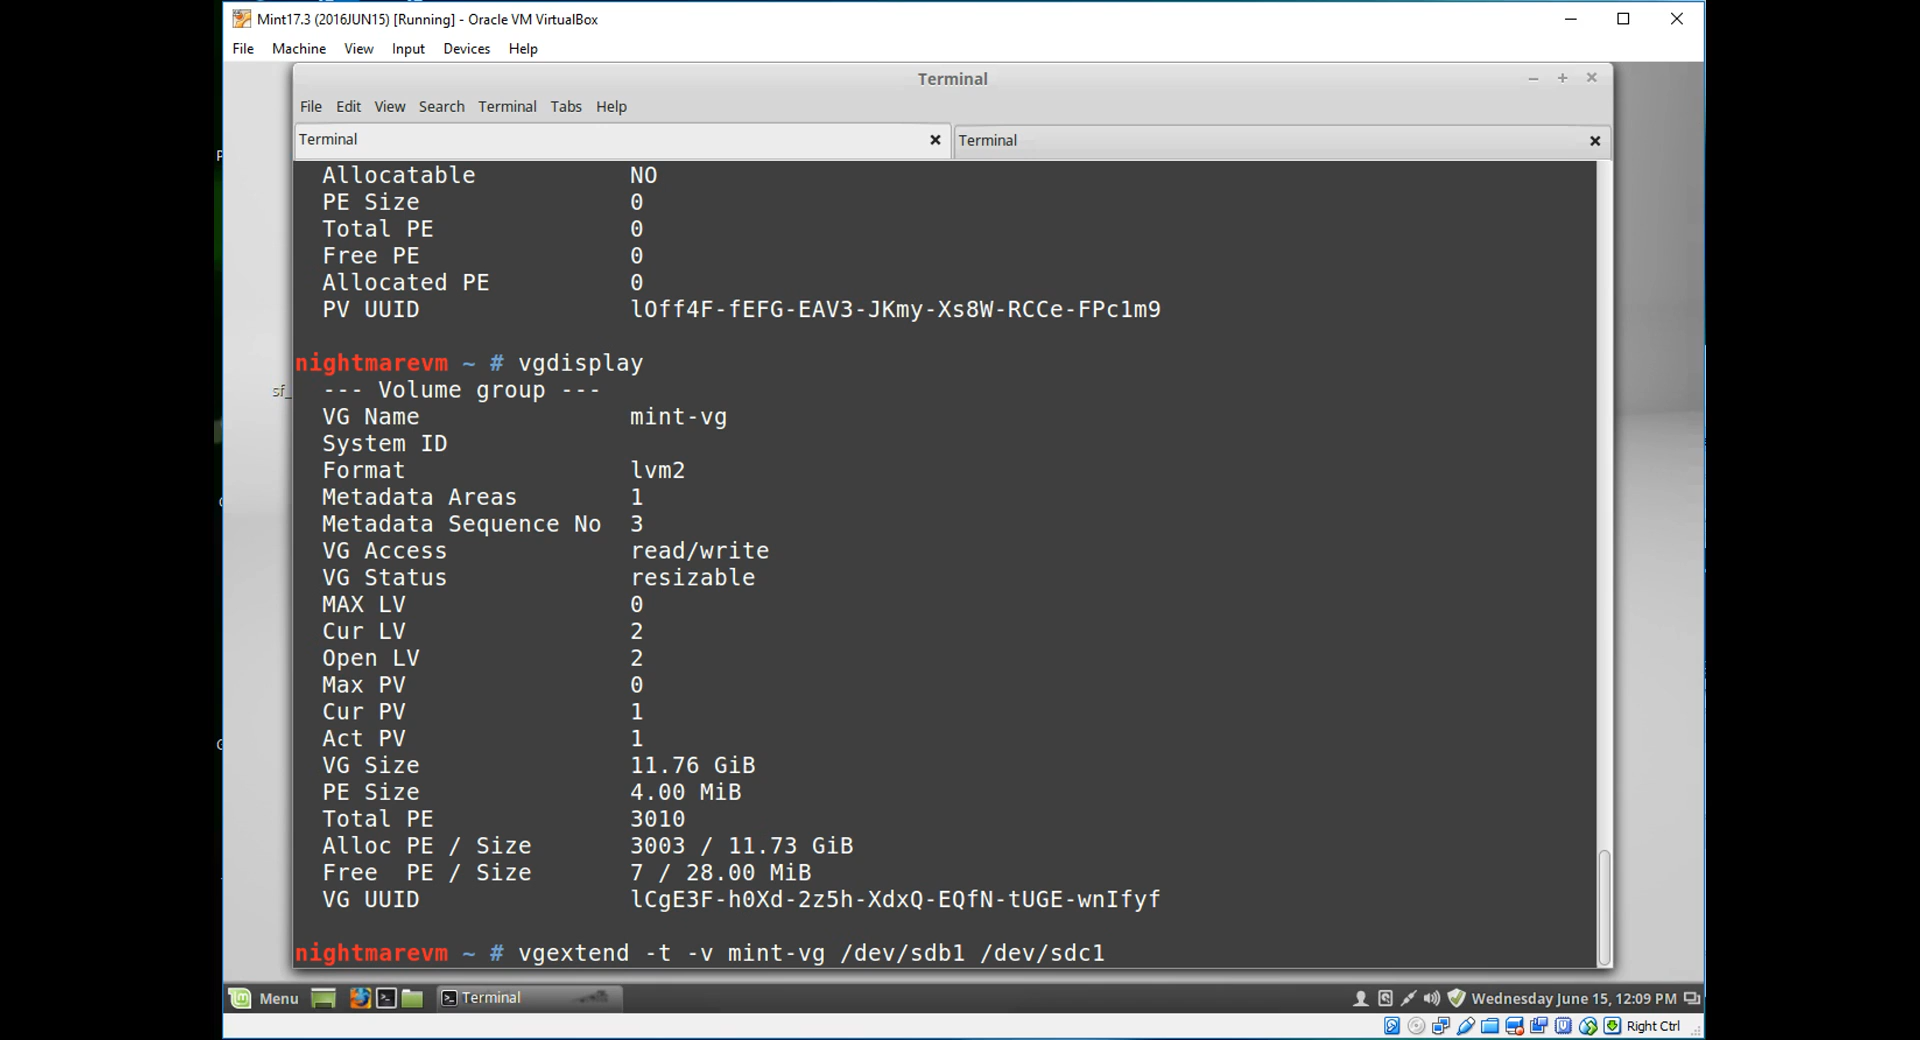 Mint17.3 (2016JUN15) [Running] - Oracle VM VirtualBox
File Machine View Input Devices Help
Terminal
File Edit View Search Terminal Tabs Help
Terminal Terminal
Allocatable NO
PE Size 0
Total PE 0
Free PE 0
Allocated PE 0
PV UUID lOff4F-fEFG-EAV3-JKmy-Xs8W-RCCe-FPc1m9
nightmarevm ~ # vgdisplay
--- Volume group ---
VG Name mint-vg
System ID
Format lvm2
Metadata Areas 1
Metadata Sequence No 3
VG Access read/write
VG Status resizable
MAX LV 0
Cur LV 2
Open LV 2
Max PV 0
Cur PV 1
Act PV 1
VG Size 11.76 GiB
PE Size 4.00 MiB
Total PE 3010
Alloc PE / Size 3003 / 11.73 GiB
Free  PE / Size 7 / 28.00 MiB
VG UUID lCgE3F-h0Xd-2z5h-XdxQ-EQfN-tUGE-wnIfyf
nightmarevm ~ # vgextend -t -v mint-vg /dev/sdb1 /dev/sdc1
sf_
Menu Terminal Wednesday June 15, 12:09 PM
Right Ctrl